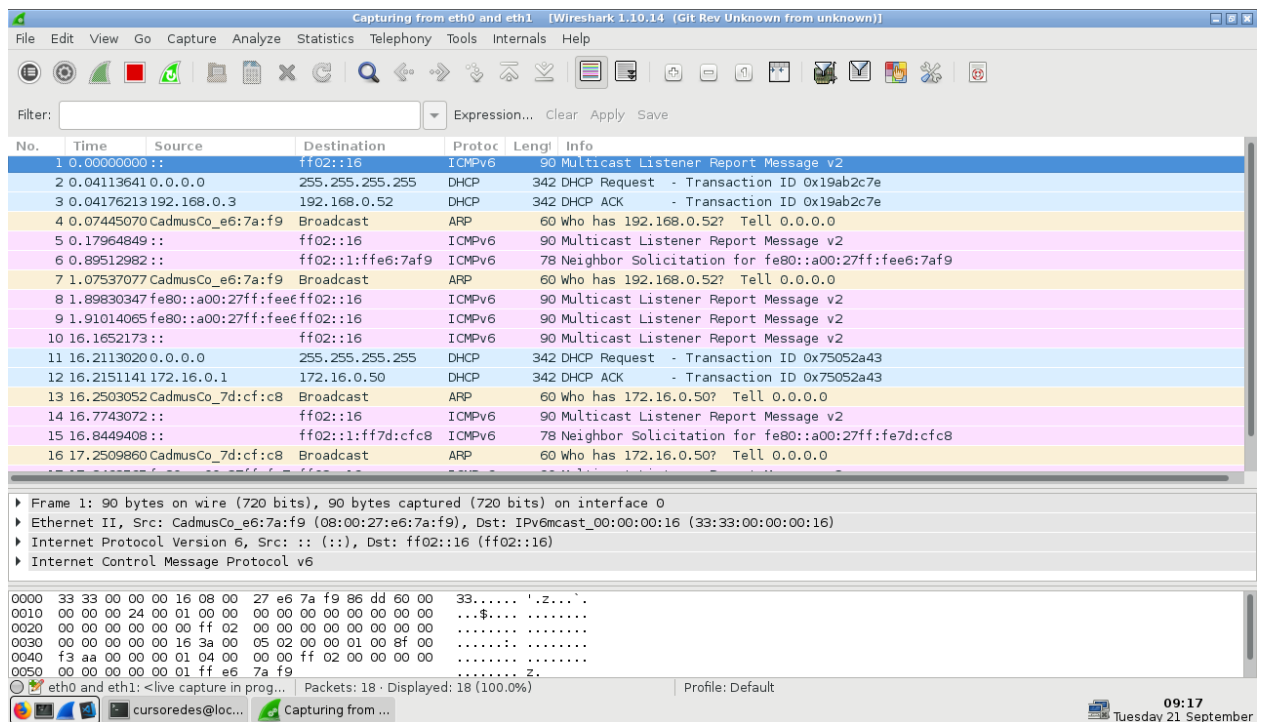 Capturing from eth0 and eth1 [Wireshark 1.10.14 (Git Rev Unknown from unknown)]
File Edit View Go Capture Analyze Statistics Telephony Tools Internals Help
Filter: Expression... Clear Apply Save
No. Time Source Destination Protoc Lengt Info
1 0.00000000 :: ff02::16 ICMPv6 90 Multicast Listener Report Message v2
2 0.04113641 0.0.0.0 255.255.255.255 DHCP 342 DHCP Request - Transaction ID 0x19ab2c7e
3 0.04176213 192.168.0.3 192.168.0.52 DHCP 342 DHCP ACK - Transaction ID 0x19ab2c7e
4 0.07445070 CadmusCo_e6:7a:f9 Broadcast ARP 60 Who has 192.168.0.52? Tell 0.0.0.0
5 0.17964849 :: ff02::16 ICMPv6 90 Multicast Listener Report Message v2
6 0.89512982 :: ff02::1:ffe6:7af9 ICMPv6 78 Neighbor Solicitation for fe80::a00:27ff:fee6:7af9
7 1.07537077 CadmusCo_e6:7a:f9 Broadcast ARP 60 Who has 192.168.0.52? Tell 0.0.0.0
8 1.89830347 fe80::a00:27ff:fee6 ff02::16 ICMPv6 90 Multicast Listener Report Message v2
9 1.91014065 fe80::a00:27ff:fee6 ff02::16 ICMPv6 90 Multicast Listener Report Message v2
10 16.1652173 :: ff02::16 ICMPv6 90 Multicast Listener Report Message v2
11 16.2113020 0.0.0.0 255.255.255.255 DHCP 342 DHCP Request - Transaction ID 0x75052a43
12 16.2151141 172.16.0.1 172.16.0.50 DHCP 342 DHCP ACK - Transaction ID 0x75052a43
13 16.2503052 CadmusCo_7d:cf:c8 Broadcast ARP 60 Who has 172.16.0.50? Tell 0.0.0.0
14 16.7743072 :: ff02::16 ICMPv6 90 Multicast Listener Report Message v2
15 16.8449408 :: ff02::1:ff7d:cfc8 ICMPv6 78 Neighbor Solicitation for fe80::a00:27ff:fe7d:cfc8
16 17.2509860 CadmusCo_7d:cf:c8 Broadcast ARP 60 Who has 172.16.0.50? Tell 0.0.0.0
Frame 1: 90 bytes on wire (720 bits), 90 bytes captured (720 bits) on interface 0
Ethernet II, Src: CadmusCo_e6:7a:f9 (08:00:27:e6:7a:f9), Dst: IPv6mcast_00:00:00:16 (33:33:00:00:00:16)
Internet Protocol Version 6, Src: :: (::), Dst: ff02::16 (ff02::16)
Internet Control Message Protocol v6
0000 33 33 00 00 00 16 08 00 27 e6 7a f9 86 dd 60 00 33...... '.z...`.
0010 00 00 00 24 00 01 00 00 00 00 00 00 00 00 00 00 ...$.... ........
0020 00 00 00 00 00 00 ff 02 00 00 00 00 00 00 00 00 ........ ........
0030 00 00 00 00 00 16 3a 00 05 02 00 00 01 00 8f 00 ......:. ........
0040 f3 aa 00 00 00 01 04 00 00 00 ff 02 00 00 00 00 ........ ........
0050 00 00 00 00 00 01 ff e6 7a f9 ........ z.
eth0 and eth1: <live capture in prog... Packets: 18 · Displayed: 18 (100.0%) Profile: Default
cursoredes@loc... Capturing from ... 09:17
Tuesday 21 September